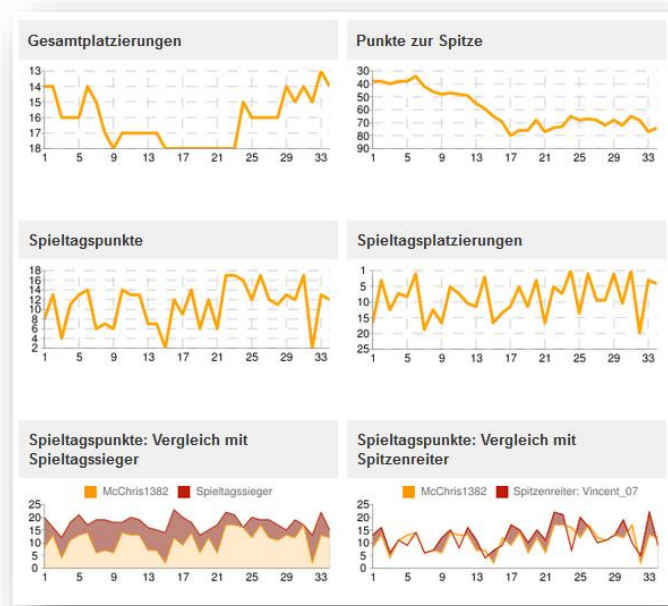 Gesamtplatzierungen
13
14
15
16
17
18
1 5 9 13 17 21 25 29 33
Punkte zur Spitze
30
40
50
60
70
80
90
1 5 9 13 17 21 25 29 33
Spieltagspunkte
18
16
14
12
10
8
6
4
2
1 5 9 13 17 21 25 29 33
Spieltagsplatzierungen
1
5
10
15
20
25
1 5 9 13 17 21 25 29 33
Spieltagspunkte: Vergleich mit
Spieltagssieger
McChris1382 Spieltagssieger
25
20
15
10
5
0
1 5 9 13 17 21 25 29 33
Spieltagspunkte: Vergleich mit
Spitzenreiter
McChris1382 Spitzenreiter: Vincent_07
25
20
15
10
5
0
1 5 9 13 17 21 25 29 33